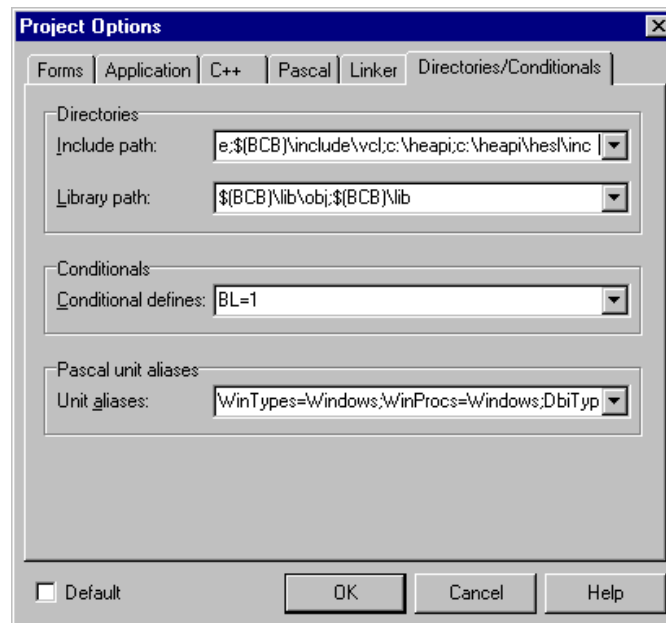 Project Options
Forms Application C++ Pascal Linker Directories/Conditionals
Directories
Include path: e;$(BCB)\include\vcl;c:\heapi;c:\heapi\hesl\inc
Library path: $(BCB)\lib\obj;$(BCB)\lib
Conditionals
Conditional defines: BL=1
Pascal unit aliases
Unit aliases: WinTypes=Windows;WinProcs=Windows;DbiTyp
Default OK Cancel Help